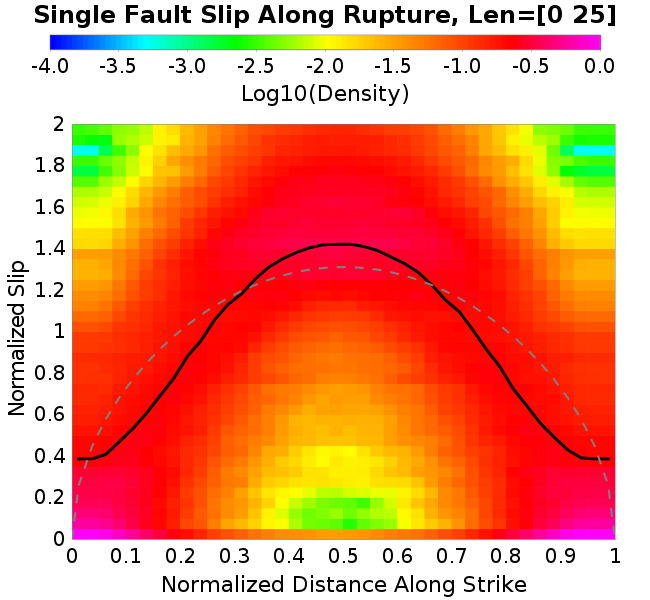 Single Fault Slip Along Rupture, Len=[0 25]
-4.0 -3.5 -3.0 -2.5 -2.0 -1.5 -1.0 -0.5 0.0
Log10(Density)
2
1.8
1.6
1.4
1.2
1
0.8
0.6
0.4
0.2
0
Normalized Slip
0 0.1 0.2 0.3 0.4 0.5 0.6 0.7 0.8 0.9 1
Normalized Distance Along Strike